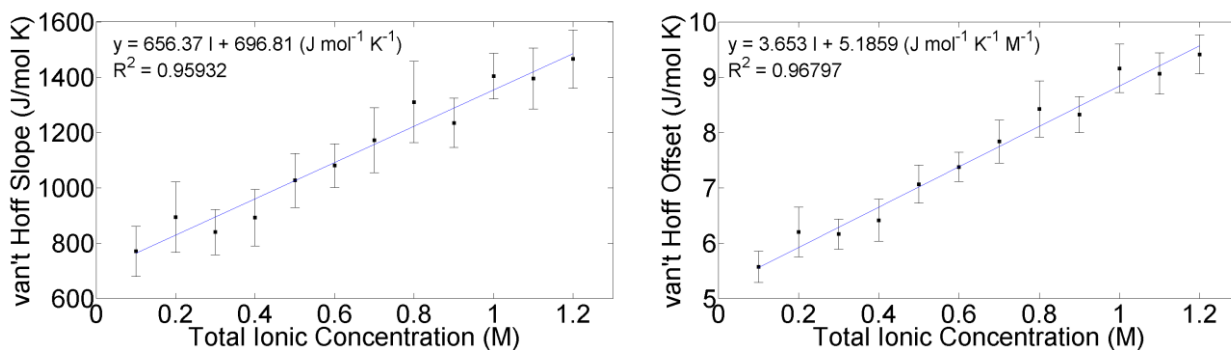 van't Hoff Slope (J/mol K)
1600
1400
1200
1000
800
600
y = 656.37 I + 696.81 (J mol⁻¹ K⁻¹)
R² = 0.95932
0 0.2 0.4 0.6 0.8 1 1.2
Total Ionic Concentration (M)
van't Hoff Offset (J/mol K)
10
9
8
7
6
5
y = 3.653 I + 5.1859 (J mol⁻¹ K⁻¹ M⁻¹)
R² = 0.96797
0 0.2 0.4 0.6 0.8 1 1.2
Total Ionic Concentration (M)